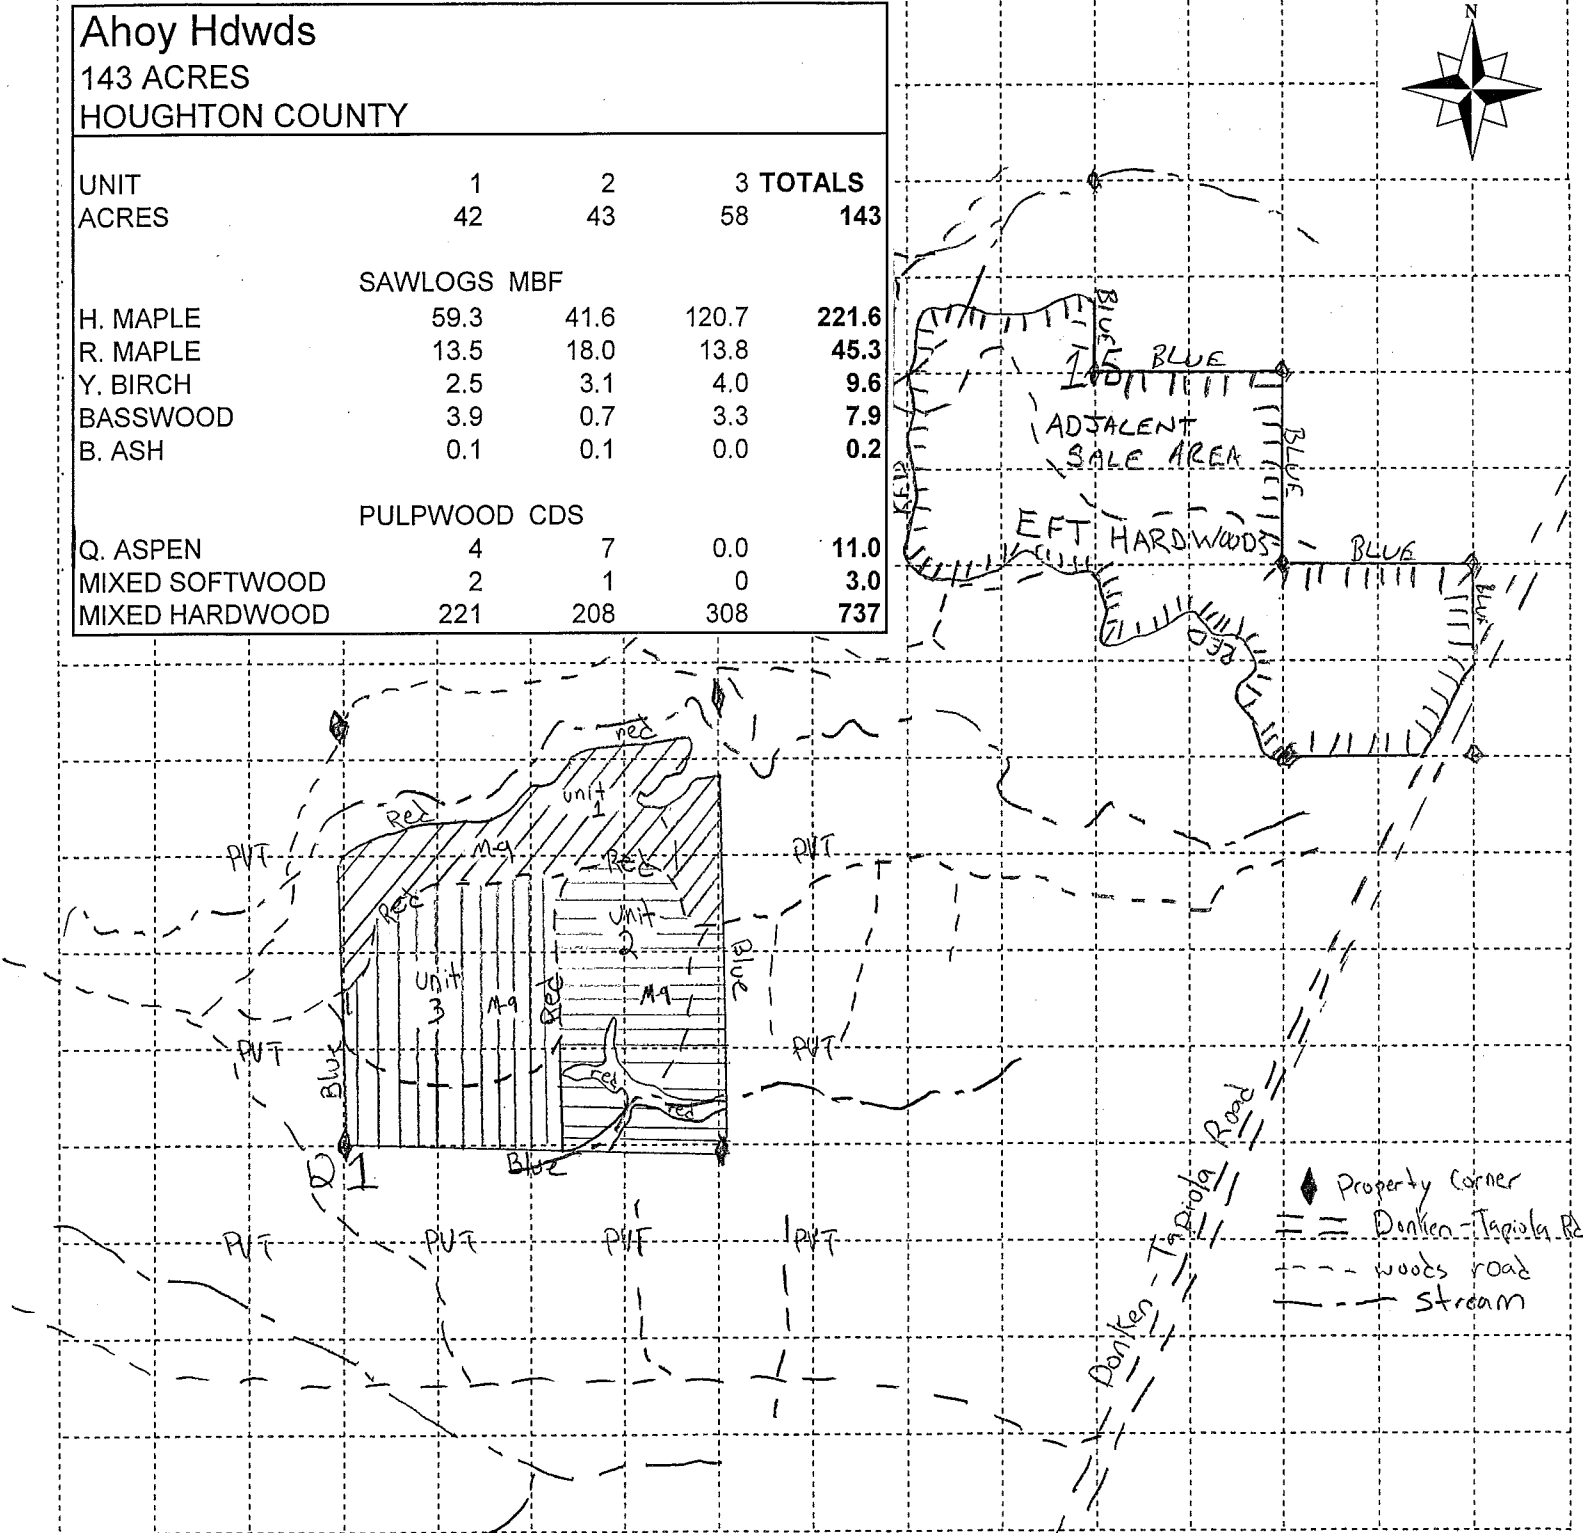 Ahoy Hdwds
143 ACRES
HOUGHTON COUNTY
UNIT 1 2 3 TOTALS
ACRES 42 43 58 143
SAWLOGS MBF
H. MAPLE 59.3 41.6 120.7 221.6
R. MAPLE 13.5 18.0 13.8 45.3
Y. BIRCH 2.5 3.1 4.0 9.6
BASSWOOD 3.9 0.7 3.3 7.9
B. ASH 0.1 0.1 0.0 0.2
PULPWOOD CDS
Q. ASPEN 4 7 0.0 11.0
MIXED SOFTWOOD 2 1 0 3.0
MIXED HARDWOOD 221 208 308 737
N
BLUE
15
BLUE
ADJALENT
SALE AREA
BLUE
RED
EFT HARDWOODS
BLUE
BLUE
RED
red
Unit
1
Red
M-9
Red
PVT
PVT
Red
Unit
2
Unit
3
M-9
Red
M-9
Blue
PVT
PVT
Blue
red
red
Blue
21
PVT
PVT
PVT
PVT
Donken - Tapiola Road
Property Corner
Donken-Tapiola Rd
woods road
Stream